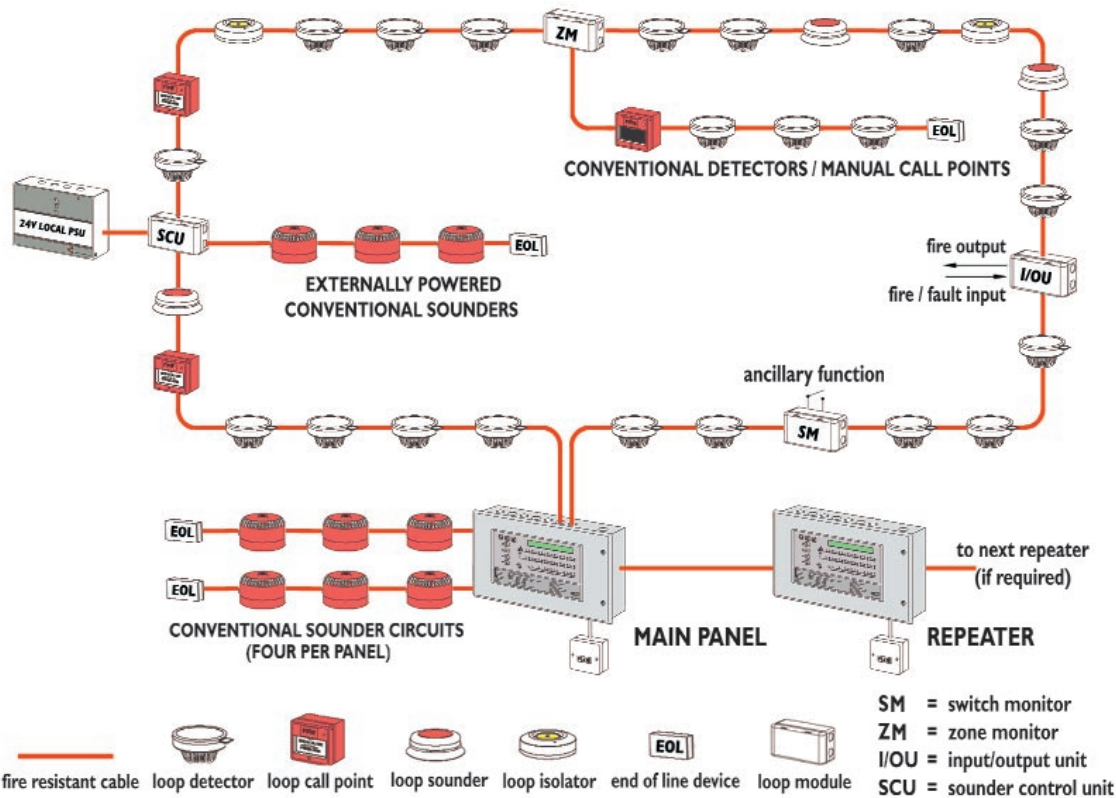 ZM
EOL
CONVENTIONAL DETECTORS / MANUAL CALL POINTS
24V LOCAL PSU
SCU
EOL
EXTERNALLY POWERED
CONVENTIONAL SOUNDERS
fire output
fire / fault input
I/OU
ancillary function
SM
EOL
EOL
CONVENTIONAL SOUNDER CIRCUITS
(FOUR PER PANEL)
MAIN PANEL
REPEATER
to next repeater
(if required)
fire resistant cable
loop detector
loop call point
loop sounder
loop isolator
EOL
end of line device
loop module
SM = switch monitor
ZM = zone monitor
I/OU = input/output unit
SCU = sounder control unit